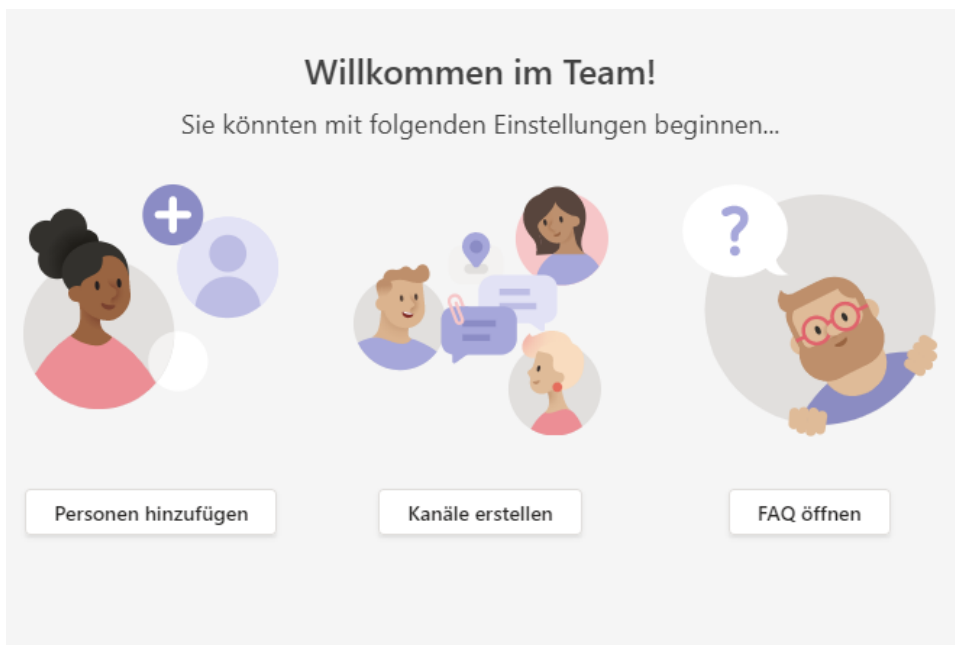 Willkommen im Team!
Sie könnten mit folgenden Einstellungen beginnen...
?
Personen hinzufügen
Kanäle erstellen
FAQ öffnen